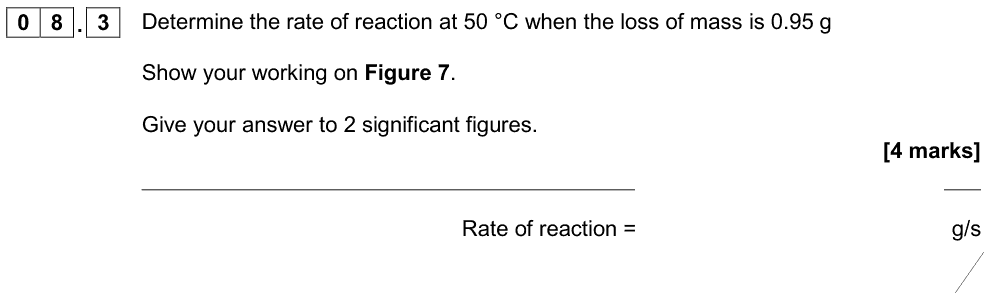 0 8 . 3 Determine the rate of reaction at 50 °C when the loss of mass is 0.95 g
Show your working on Figure 7.
Give your answer to 2 significant figures.
[4 marks]
Rate of reaction = g/s